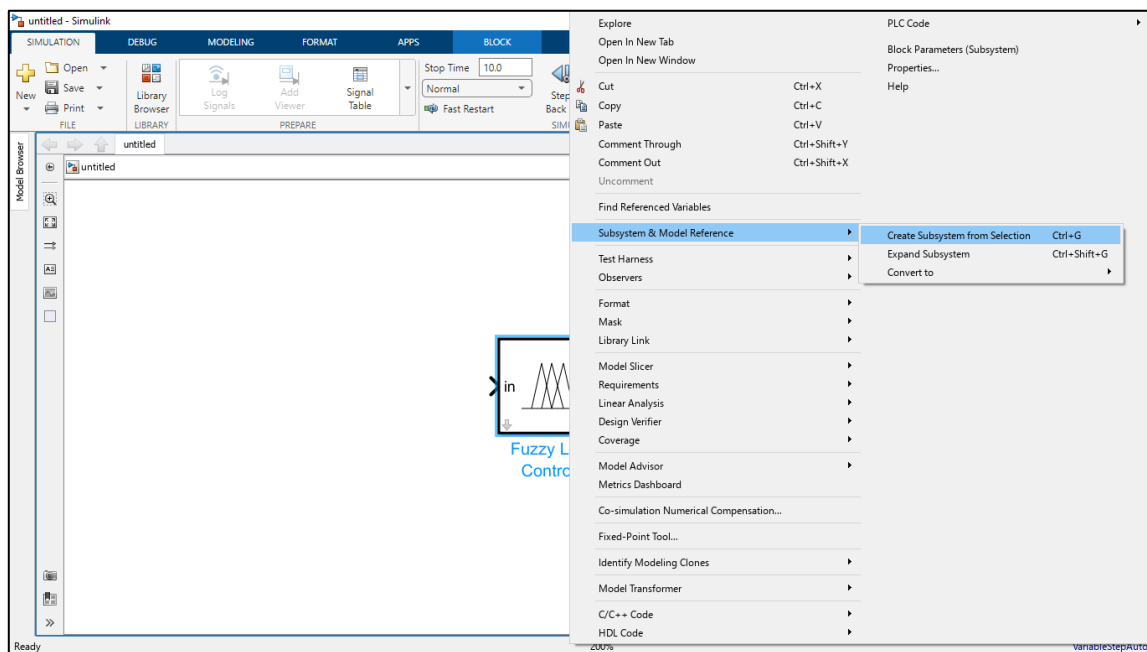 untitled - Simulink
SIMULATION DEBUG MODELING FORMAT APPS BLOCK
New
Open
Save
Print
FILE
Library
Browser
LIBRARY
Log
Signals
Add
Viewer
Signal
Table
PREPARE
Stop Time 10.0
Normal
Fast Restart
Step
Back
SIMU
Model Browser
untitled
untitled
in
Fuzzy L
Contro
Ready
200%
VariableStepAuto
Explore
Open In New Tab
Open In New Window
Cut Ctrl+X
Copy Ctrl+C
Paste Ctrl+V
Comment Through Ctrl+Shift+Y
Comment Out Ctrl+Shift+X
Uncomment
Find Referenced Variables
Subsystem & Model Reference
Test Harness
Observers
Format
Mask
Library Link
Model Slicer
Requirements
Linear Analysis
Design Verifier
Coverage
Model Advisor
Metrics Dashboard
Co-simulation Numerical Compensation...
Fixed-Point Tool...
Identify Modeling Clones
Model Transformer
C/C++ Code
HDL Code
PLC Code
Block Parameters (Subsystem)
Properties...
Help
Create Subsystem from Selection Ctrl+G
Expand Subsystem Ctrl+Shift+G
Convert to